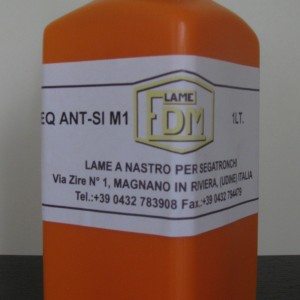 EQ ANT-SI M1
LAME
FDM
1LT.
LAME A NASTRO PER SEGATRONCHI
Via Zire N° 1, MAGNANO IN RIVIERA, (UDINE) ITALIA
Tel.:+39 0432 783908 Fax.:+39 0432 794479